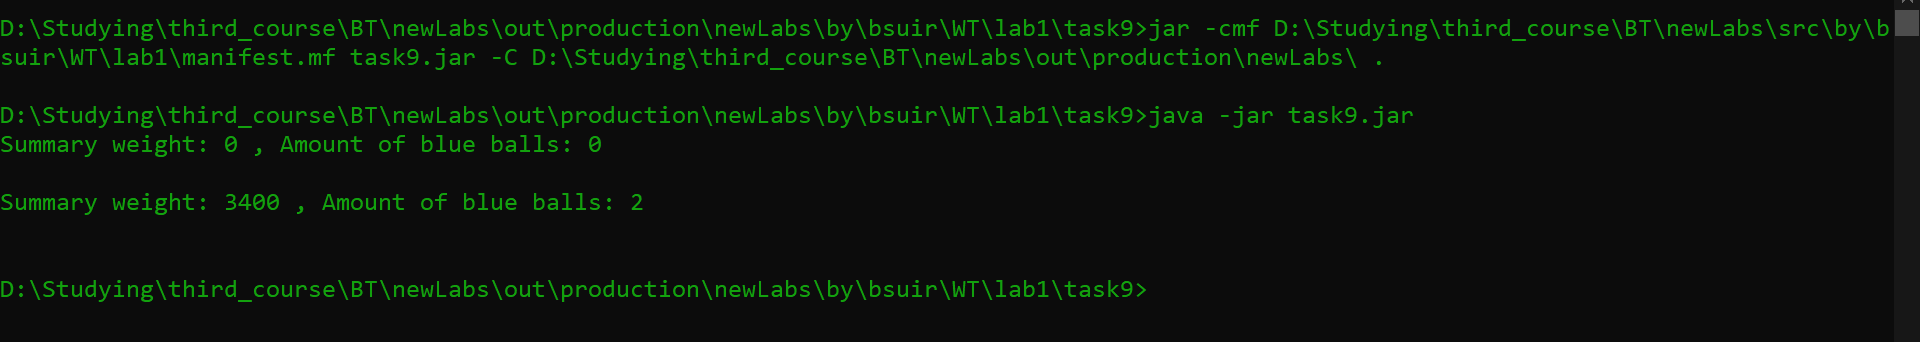 D:\Studying\third_course\BT\newLabs\out\production\newLabs\by\bsuir\WT\lab1\task9>jar -cmf D:\Studying\third_course\BT\newLabs\src\by\b
suir\WT\lab1\manifest.mf task9.jar -C D:\Studying\third_course\BT\newLabs\out\production\newLabs\ .
D:\Studying\third_course\BT\newLabs\out\production\newLabs\by\bsuir\WT\lab1\task9>java -jar task9.jar
Summary weight: 0 , Amount of blue balls: 0
Summary weight: 3400 , Amount of blue balls: 2
D:\Studying\third_course\BT\newLabs\out\production\newLabs\by\bsuir\WT\lab1\task9>